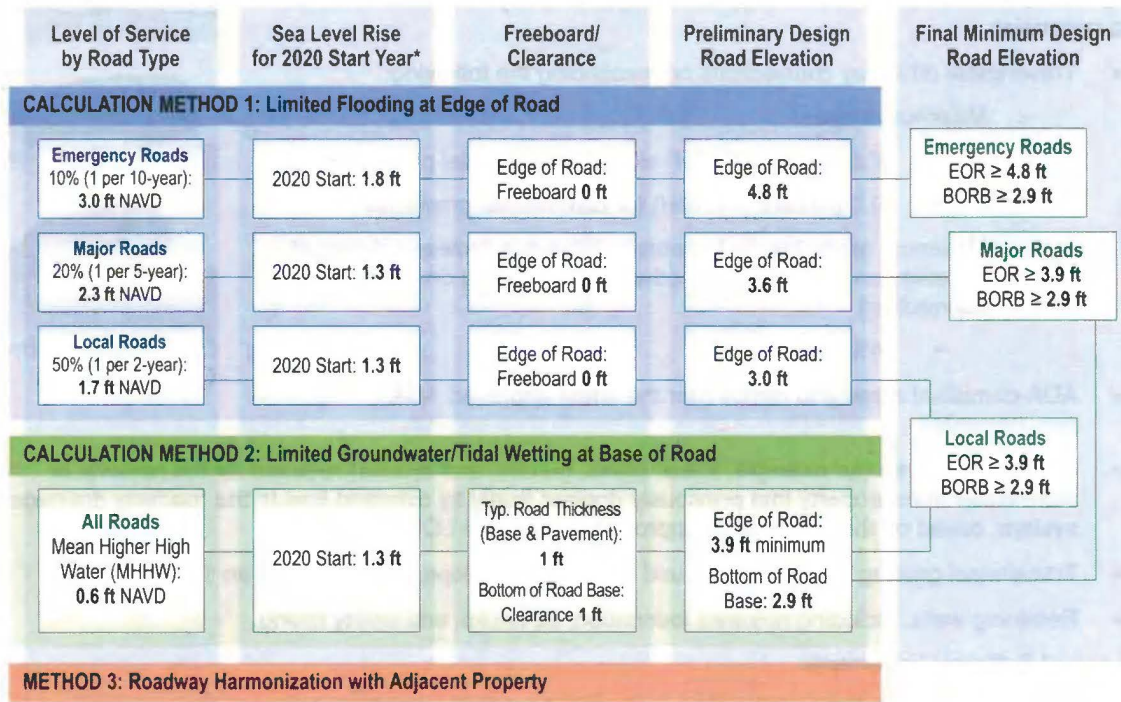 Level of Service
by Road Type
Sea Level Rise
for 2020 Start Year*
Freeboard/
Clearance
Preliminary Design
Road Elevation
Final Minimum Design
Road Elevation
CALCULATION METHOD 1: Limited Flooding at Edge of Road
Emergency Roads
10% (1 per 10-year):
3.0 ft NAVD
2020 Start: 1.8 ft
Edge of Road:
Freeboard 0 ft
Edge of Road:
4.8 ft
Emergency Roads
EOR ≥ 4.8 ft
BORB ≥ 2.9 ft
Major Roads
20% (1 per 5-year):
2.3 ft NAVD
2020 Start: 1.3 ft
Edge of Road:
Freeboard 0 ft
Edge of Road:
3.6 ft
Major Roads
EOR ≥ 3.9 ft
BORB ≥ 2.9 ft
Local Roads
50% (1 per 2-year):
1.7 ft NAVD
2020 Start: 1.3 ft
Edge of Road:
Freeboard 0 ft
Edge of Road:
3.0 ft
CALCULATION METHOD 2: Limited Groundwater/Tidal Wetting at Base of Road
Local Roads
EOR ≥ 3.9 ft
BORB ≥ 2.9 ft
All Roads
Mean Higher High
Water (MHHW):
0.6 ft NAVD
2020 Start: 1.3 ft
Typ. Road Thickness
(Base & Pavement):
1 ft
Bottom of Road Base:
Clearance 1 ft
Edge of Road:
3.9 ft minimum
Bottom of Road
Base: 2.9 ft
METHOD 3: Roadway Harmonization with Adjacent Property